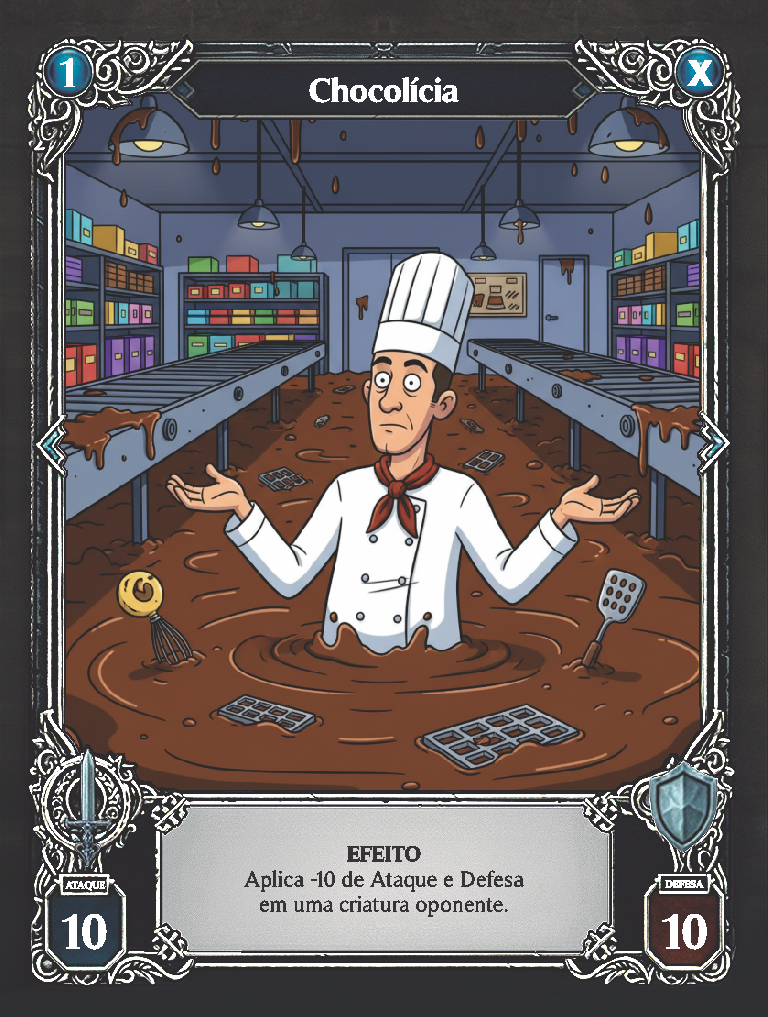 1
Chocolícia
X
EFEITO
Aplica -10 de Ataque e Defesa
em uma criatura oponente.
ATAQUE
10
DEFESA
10